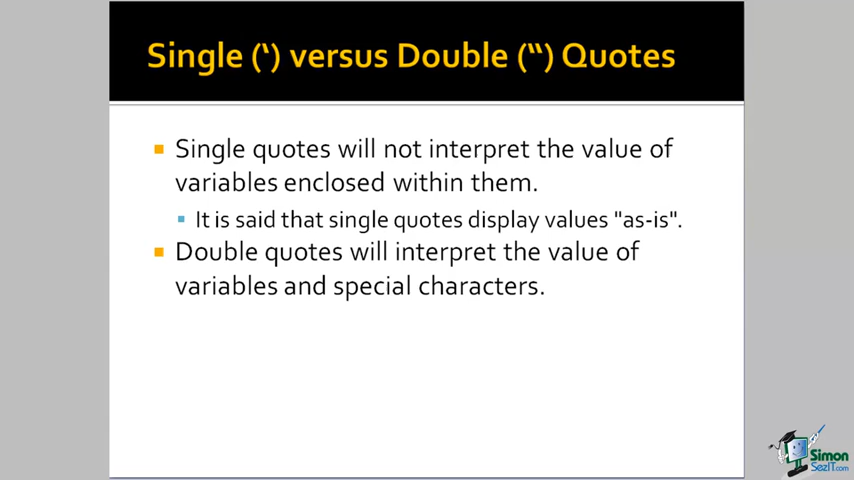 Single (‘) versus Double (“) Quotes
Single quotes will not interpret the value of
variables enclosed within them.
It is said that single quotes display values "as-is".
Double quotes will interpret the value of
variables and special characters.
Simon
SezIT.com